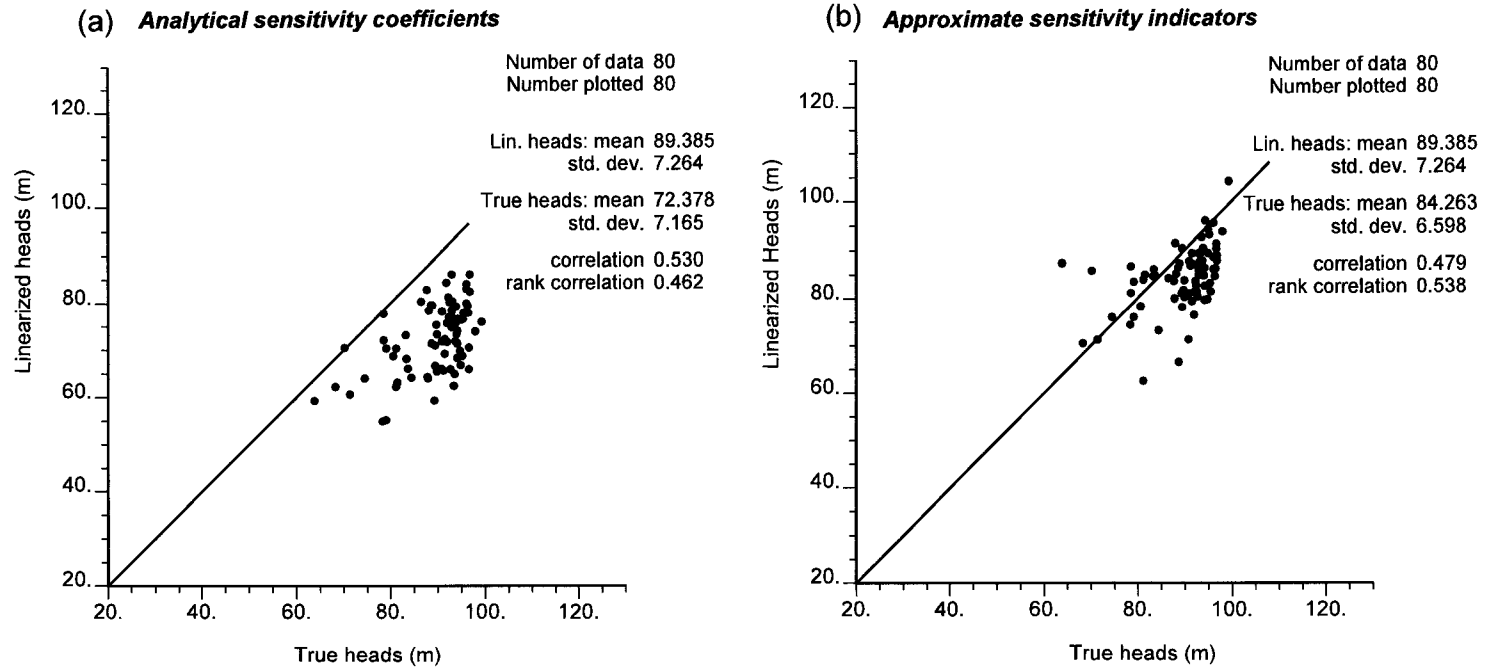 (a) Analytical sensitivity coefficients
Number of data 80
Number plotted 80
Lin. heads: mean 89.385
std. dev. 7.264
True heads: mean 72.378
std. dev. 7.165
correlation 0.530
rank correlation 0.462
Linearized heads (m)
120.
100.
80.
60.
40.
20.
20. 40. 60. 80. 100. 120.
True heads (m)
(b) Approximate sensitivity indicators
Number of data 80
Number plotted 80
Lin. heads: mean 89.385
std. dev. 7.264
True heads: mean 84.263
std. dev. 6.598
correlation 0.479
rank correlation 0.538
Linearized Heads (m)
120.
100.
80.
60.
40.
20.
20. 40. 60. 80. 100. 120.
True heads (m)